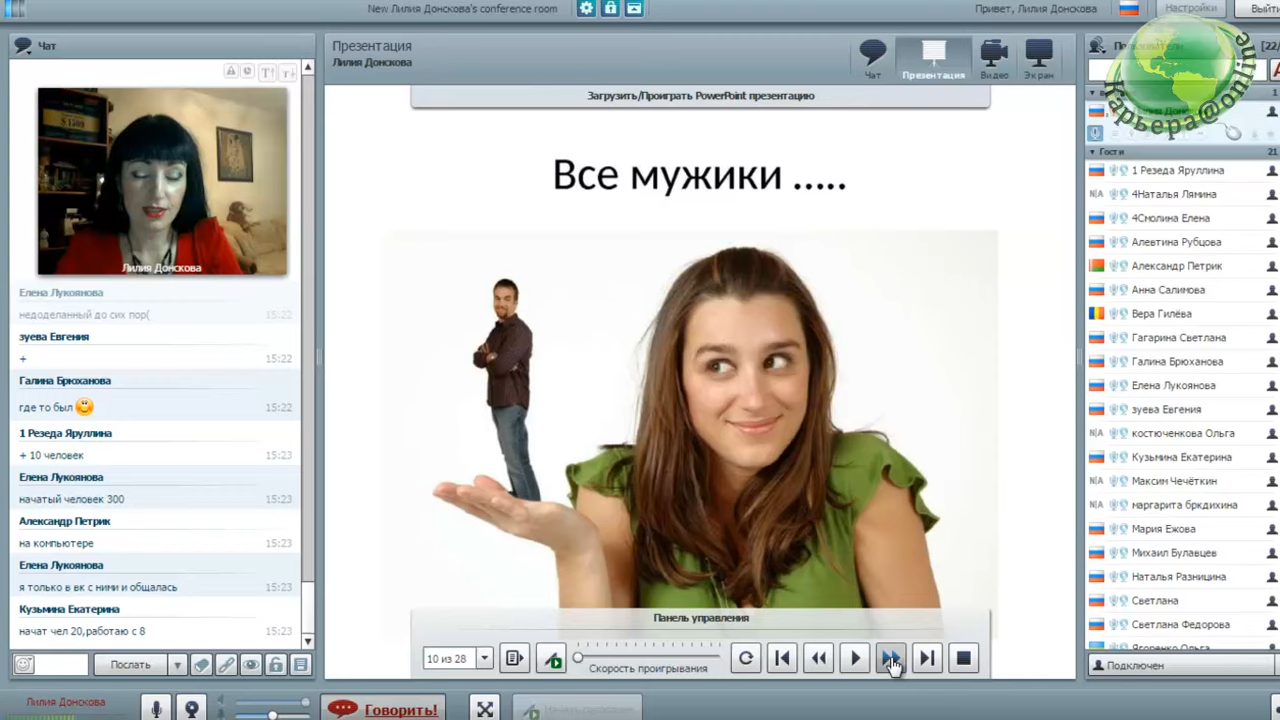 New Лилия Донскова's conference room
Привет, Лилия Донскова
Настройки
Выйти
Чат
Презентация
Лилия Донскова
Чат
Презентация
Видео
Экран
Пользователи
[22/
Карьера@online
Загрузить/Проиграть PowerPoint презентацию
Все мужики .....
Лилия Донскова
Елена Лукоянова
недоделанный до сих пор(
15:22
зуева Евгения
+
15:22
Галина Брюханова
где то был
15:22
1 Резеда Яруллина
+ 10 человек
15:23
Елена Лукоянова
начатый человек 300
15:23
Александр Петрик
на компьютере
15:23
Елена Лукоянова
я только в вк с ними и общалась
15:23
Кузьмина Екатерина
начат чел 20,работаю с 8
15:23
Послать
Лилия Донскова
Говорить!
Панель управления
10 из 28
Скорость проигрывания
1
Гости
21
1 Резеда Яруллина
N/A 4Наталья Лямина
4Смолина Елена
Алевтина Рубцова
Александр Петрик
Анна Салимова
Вера Гилёва
Гагарина Светлана
Галина Брюханова
Елена Лукоянова
зуева Евгения
N/A костюченкова Ольга
Кузьмина Екатерина
N/A Максим Чечёткин
N/A маргарита бркдихина
Мария Ежова
Михаил Булавцев
Наталья Разницина
Светлана
Светлана Федорова
Ягоренко Ольга
Подключен